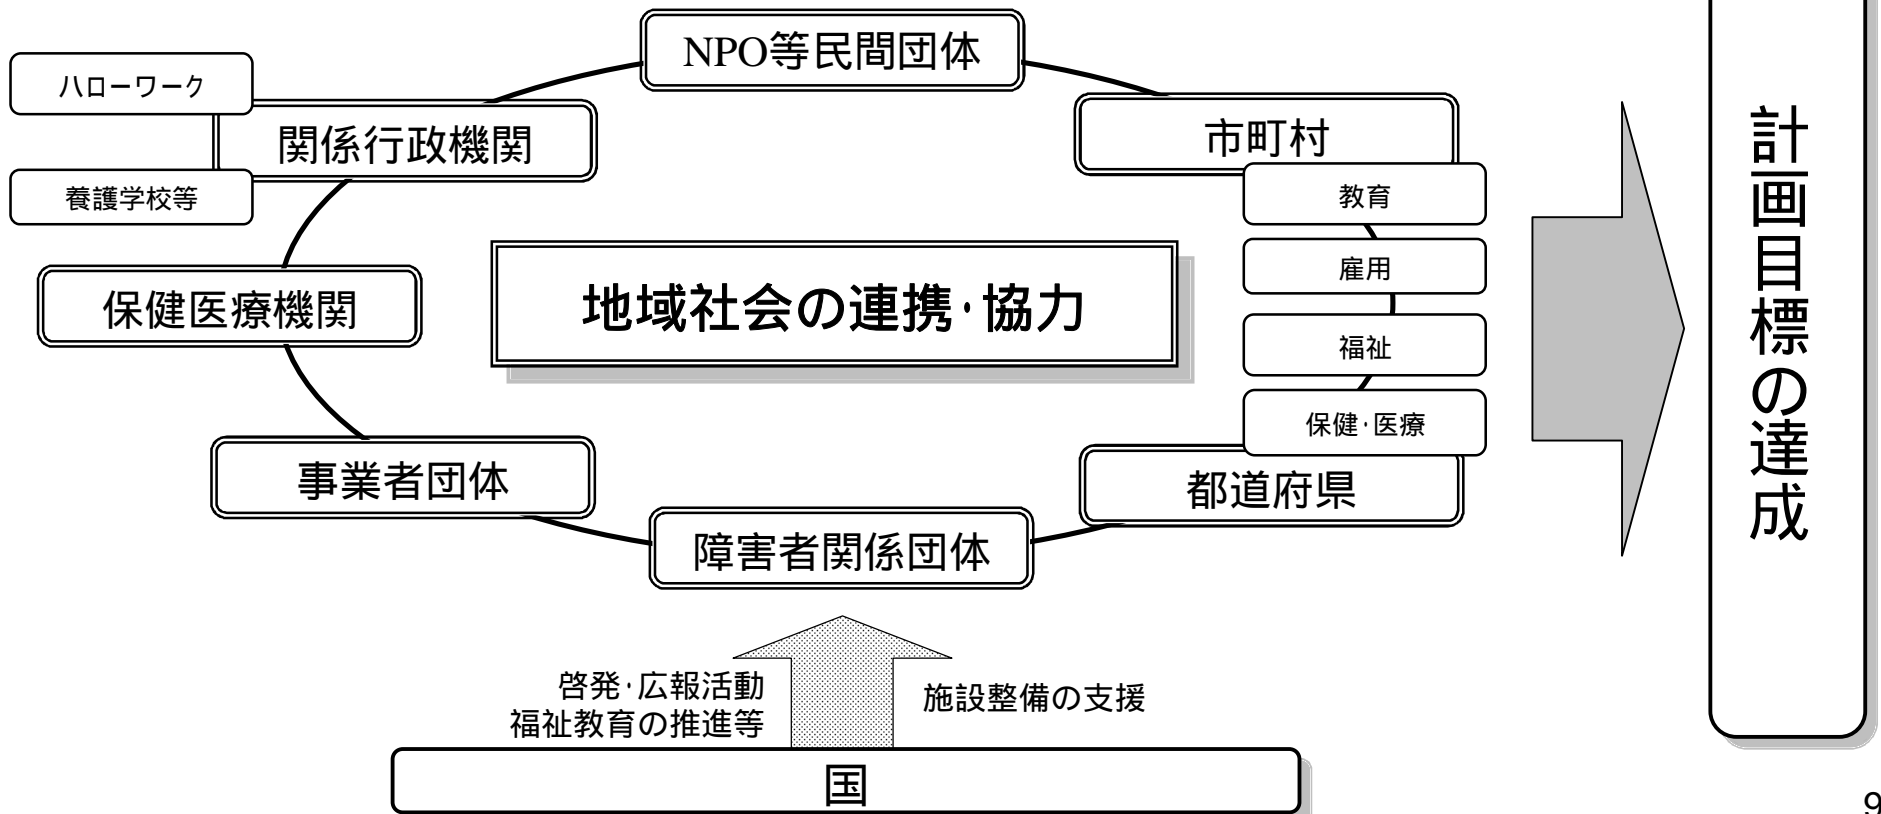 NPO等民間団体
ハローワーク
関係行政機関
養護学校等
市町村
教育
雇用
福祉
保健・医療
都道府県
保健医療機関
地域社会の連携・協力
事業者団体
障害者関係団体
計画目標の達成
啓発・広報活動
福祉教育の推進等
施設整備の支援
国
9